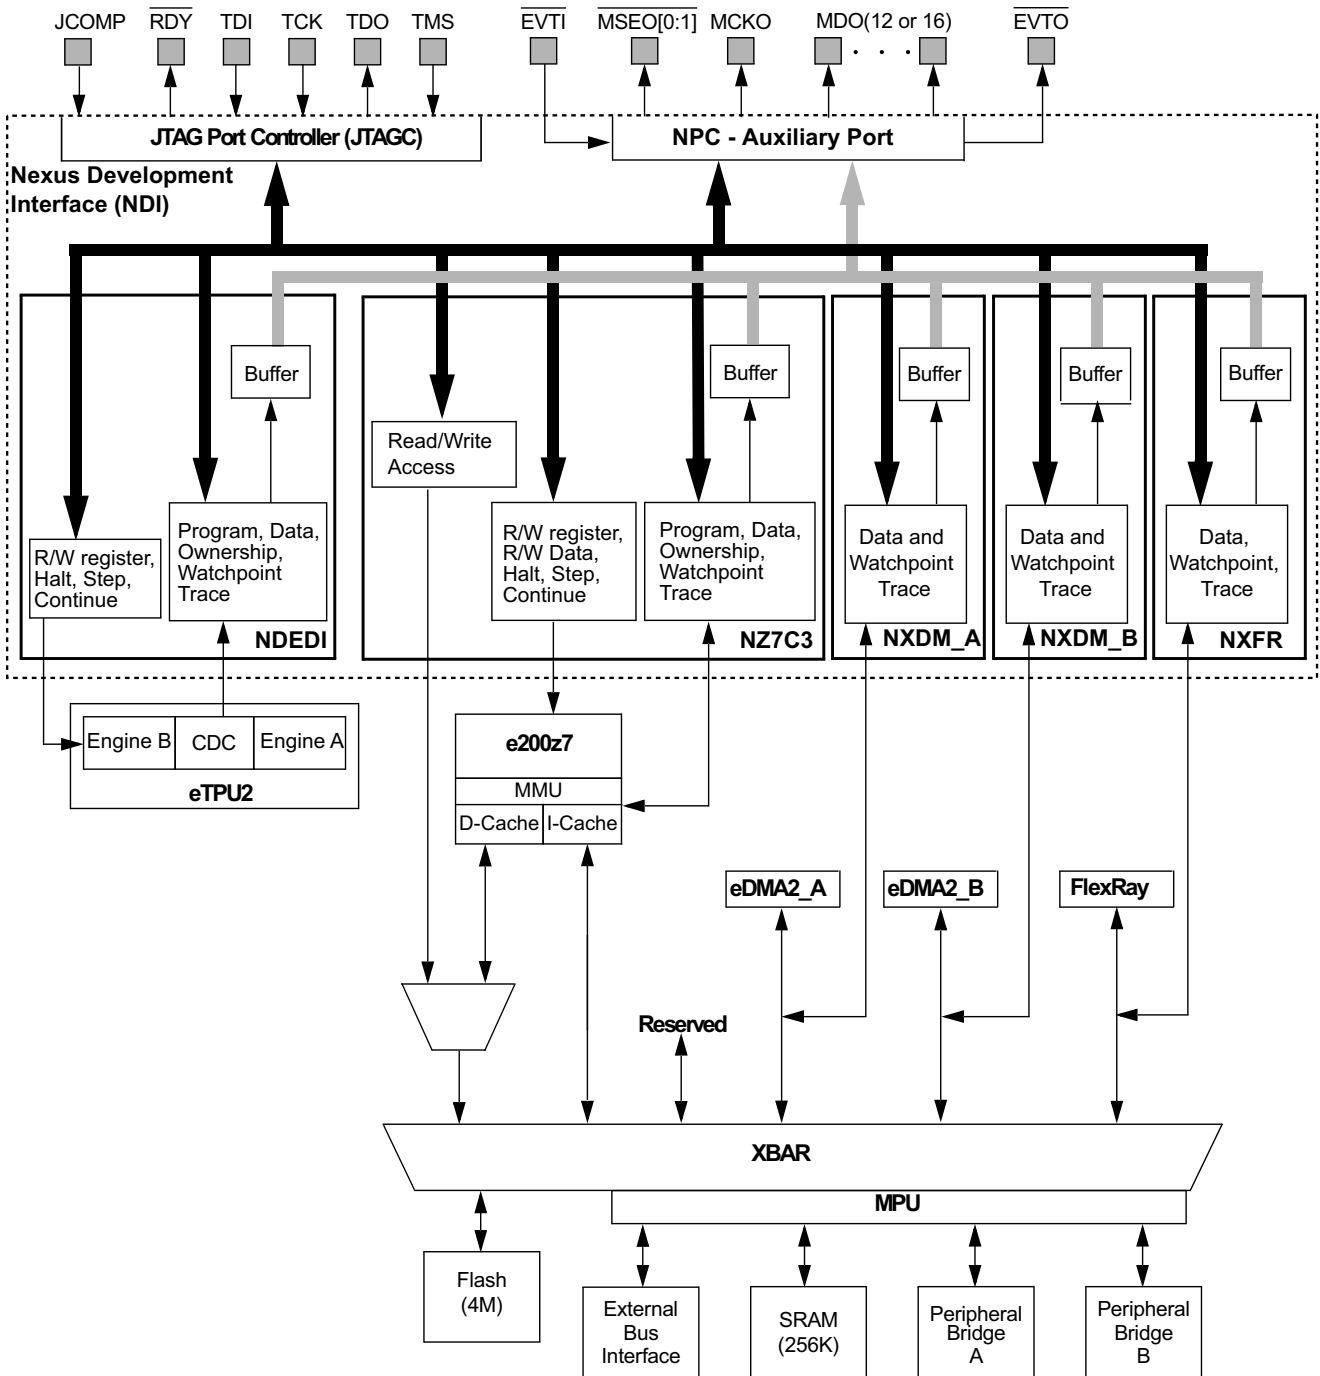 JCOMP RDY TDI TCK TDO TMS EVTI MSEO[0:1] MCKO MDO(12 or 16) EVTO
. . .
JTAG Port Controller (JTAGC)
NPC - Auxiliary Port
Nexus Development
Interface (NDI)
Buffer
Buffer
Buffer
Buffer
Buffer
Read/Write
Access
R/W register,
Halt, Step,
Continue
Program, Data,
Ownership,
Watchpoint
Trace
R/W register,
R/W Data,
Halt, Step,
Continue
Program, Data,
Ownership,
Watchpoint
Trace
Data and
Watchpoint
Trace
Data and
Watchpoint
Trace
Data,
Watchpoint,
Trace
NDEDI
NZ7C3
NXDM_A
NXDM_B
NXFR
Engine B
CDC
Engine A
eTPU2
e200z7
MMU
D-Cache
I-Cache
eDMA2_A
eDMA2_B
FlexRay
Reserved
XBAR
MPU
Flash
(4M)
External
Bus
Interface
SRAM
(256K)
Peripheral
Bridge
A
Peripheral
Bridge
B